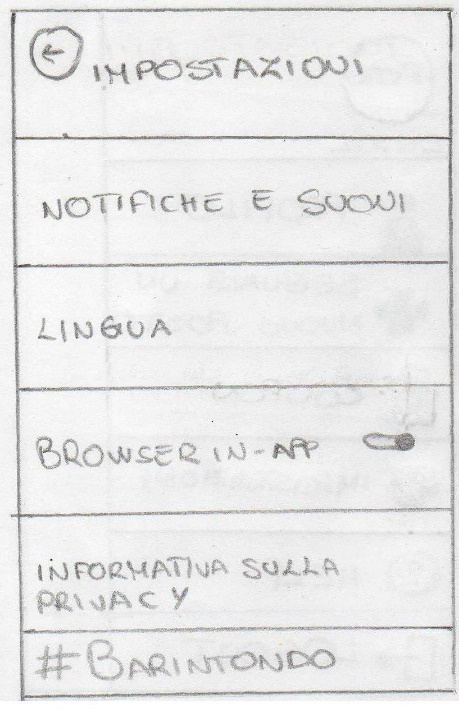 IMPOSTAZIONI
NOTIFICHE E SUONI
LINGUA
BROWSER IN-APP
INFORMATIVA SULLA
PRIVACY
#BARINTONDO